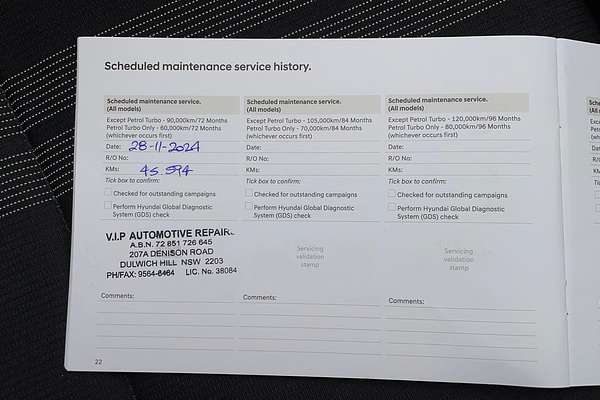 Scheduled maintenance service history.
Scheduled maintenance service.
(All models)
Except Petrol Turbo - 90,000km/72 Months
Petrol Turbo Only - 60,000km/72 Months
(whichever occurs first)
Date: 28-11-2024
R/O No:
KMs: 45 594
Tick box to confirm:
Checked for outstanding campaigns
Perform Hyundai Global Diagnostic
System (GDS) check
V.I.P AUTOMOTIVE REPAIRS
A.B.N. 72 851 726 645
207A DENISON ROAD
DULWICH HILL NSW 2203
PH/FAX: 9564-6464 LIC. No. 38084
Comments:
Scheduled maintenance service.
(All models)
Except Petrol Turbo - 105,000km/84 Months
Petrol Turbo Only - 70,000km/84 Months
(whichever occurs first)
Date:
R/O No:
KMs:
Tick box to confirm:
Checked for outstanding campaigns
Perform Hyundai Global Diagnostic
System (GDS) check
Servicing
validation
stamp
Comments:
Scheduled maintenance service.
(All models)
Except Petrol Turbo - 120,000km/96 Months
Petrol Turbo Only - 80,000km/96 Months
(whichever occurs first)
Date:
R/O No:
KMs:
Tick box to confirm:
Checked for outstanding campaigns
Perform Hyundai Global Diagnostic
System (GDS) check
Servicing
validation
stamp
Comments:
22